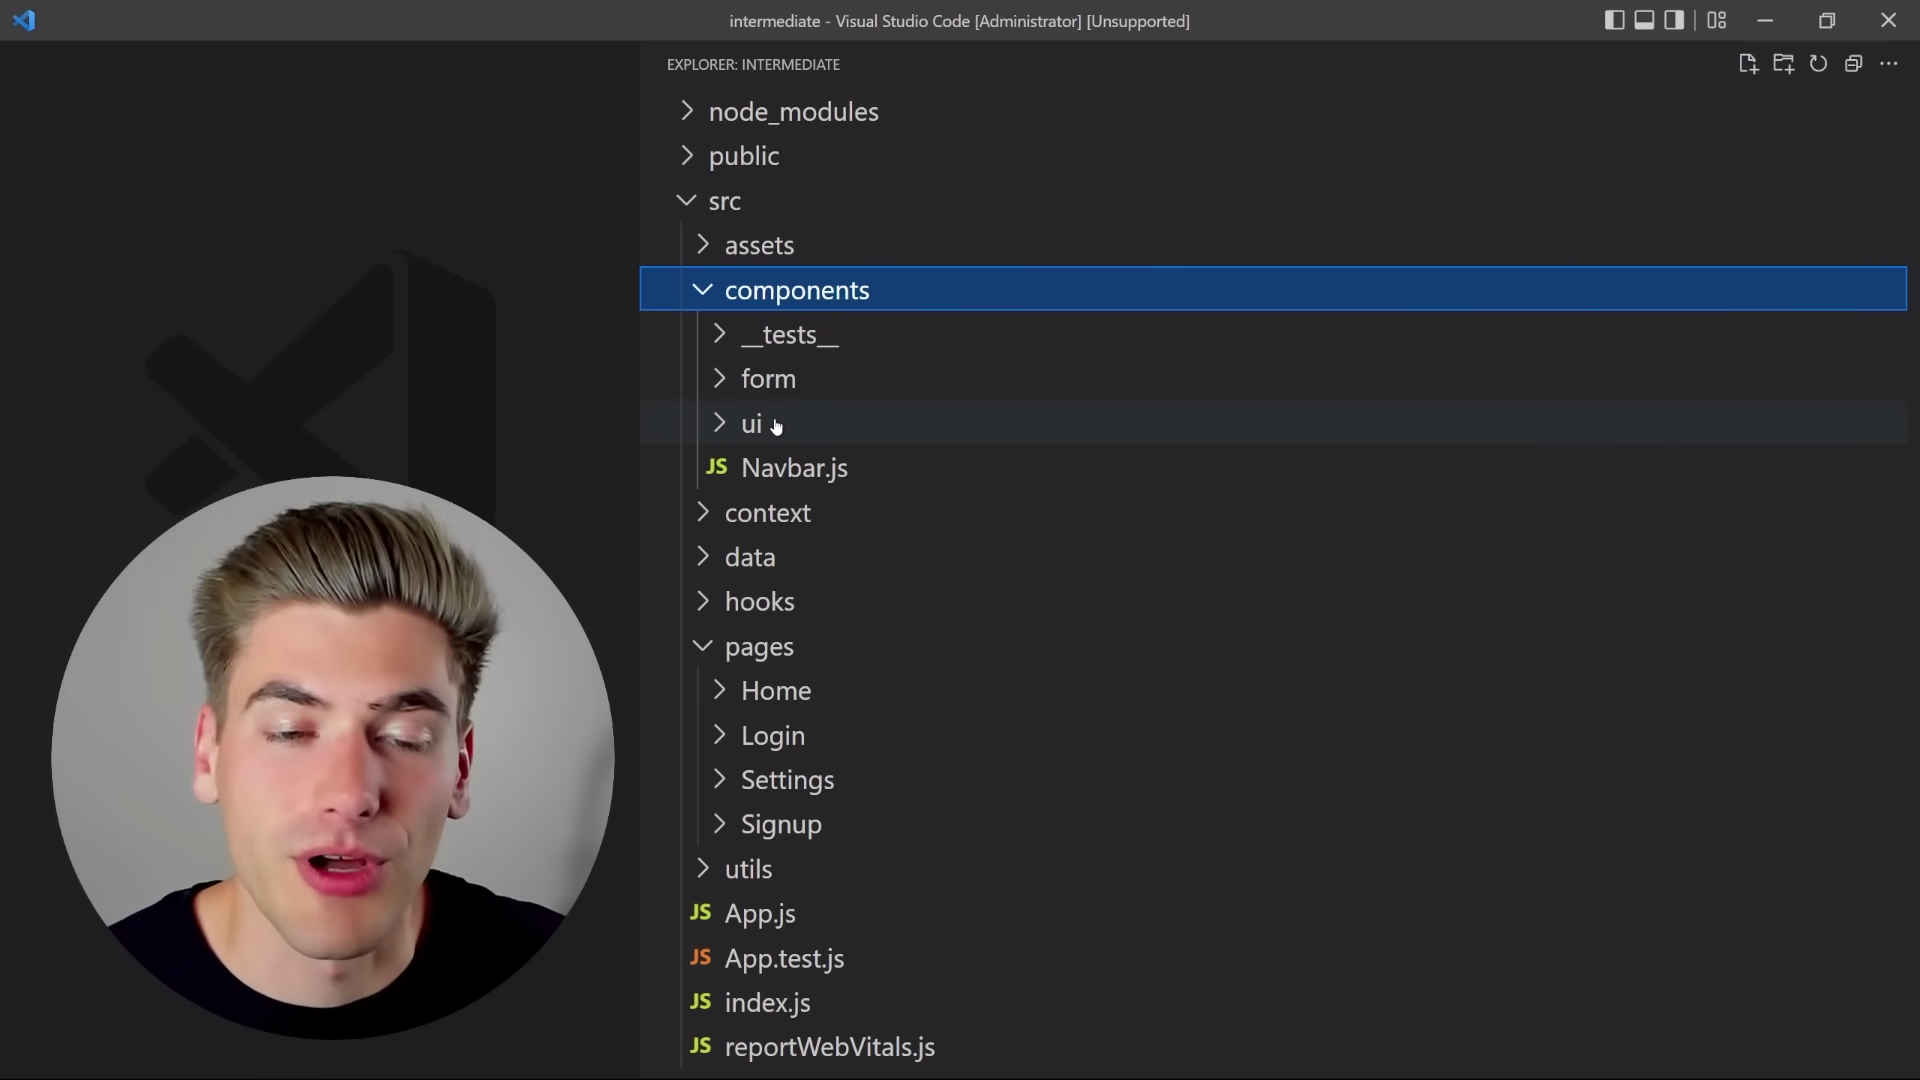 intermediate - Visual Studio Code [Administrator] [Unsupported]
EXPLORER: INTERMEDIATE
node_modules
public
src
assets
components
__tests__
form
ui
JS Navbar.js
context
data
hooks
pages
Home
Login
Settings
Signup
utils
JS App.js
JS App.test.js
JS index.js
JS reportWebVitals.js